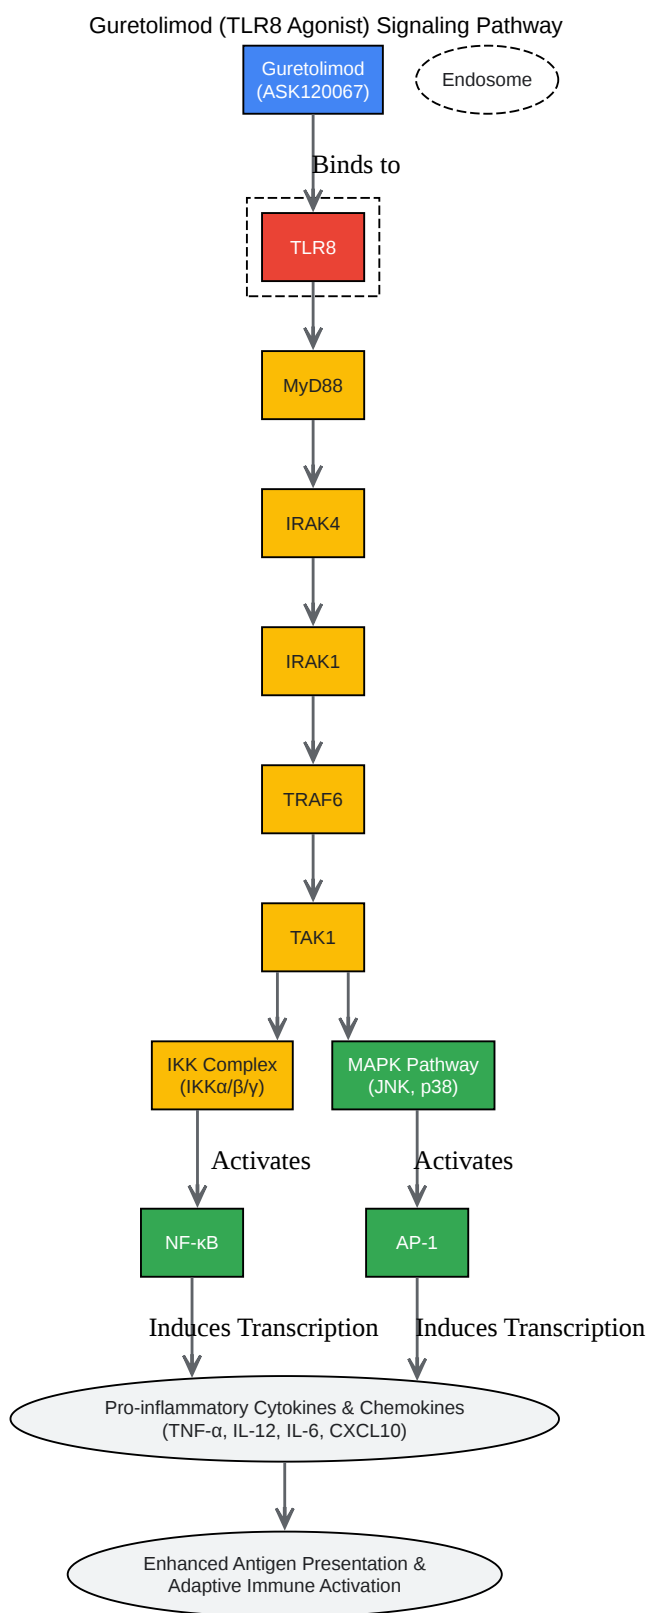 Guretolimod (TLR8 Agonist) Signaling Pathway
Guretolimod
(ASK120067)
Endosome
Binds to
TLR8
MyD88
IRAK4
IRAK1
TRAF6
TAK1
IKK Complex
(IKKα/β/γ)
MAPK Pathway
(JNK, p38)
Activates
Activates
NF-κB
AP-1
Induces Transcription
Induces Transcription
Pro-inflammatory Cytokines & Chemokines
(TNF-α, IL-12, IL-6, CXCL10)
Enhanced Antigen Presentation &
Adaptive Immune Activation